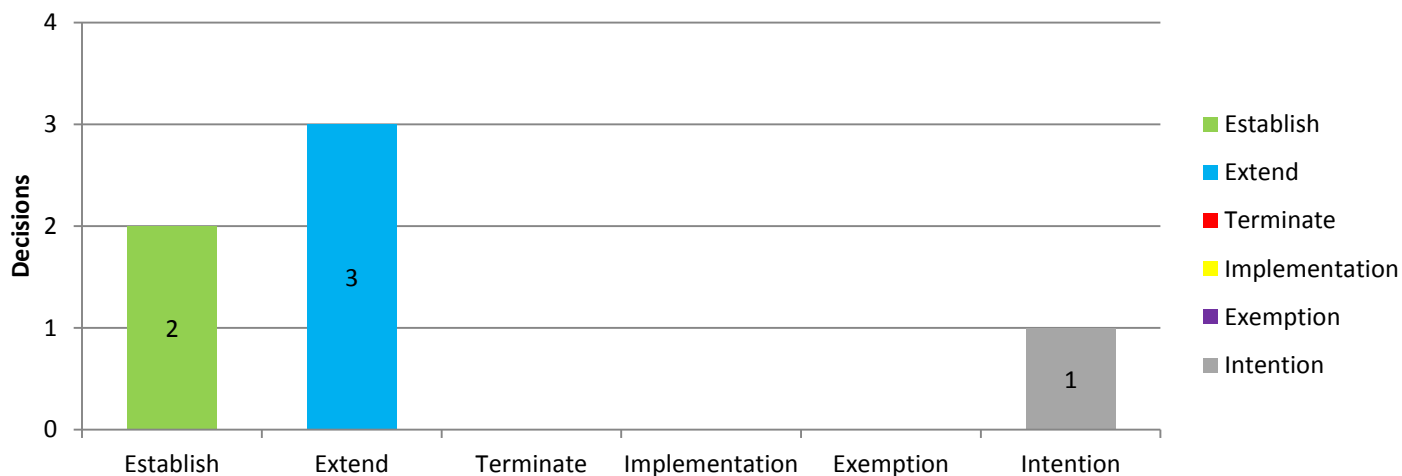 Decisions
4
3
2
1
0
2
3
1
Establish
Extend
Terminate
Implementation
Exemption
Intention
Establish
Extend
Terminate
Implementation
Exemption
Intention